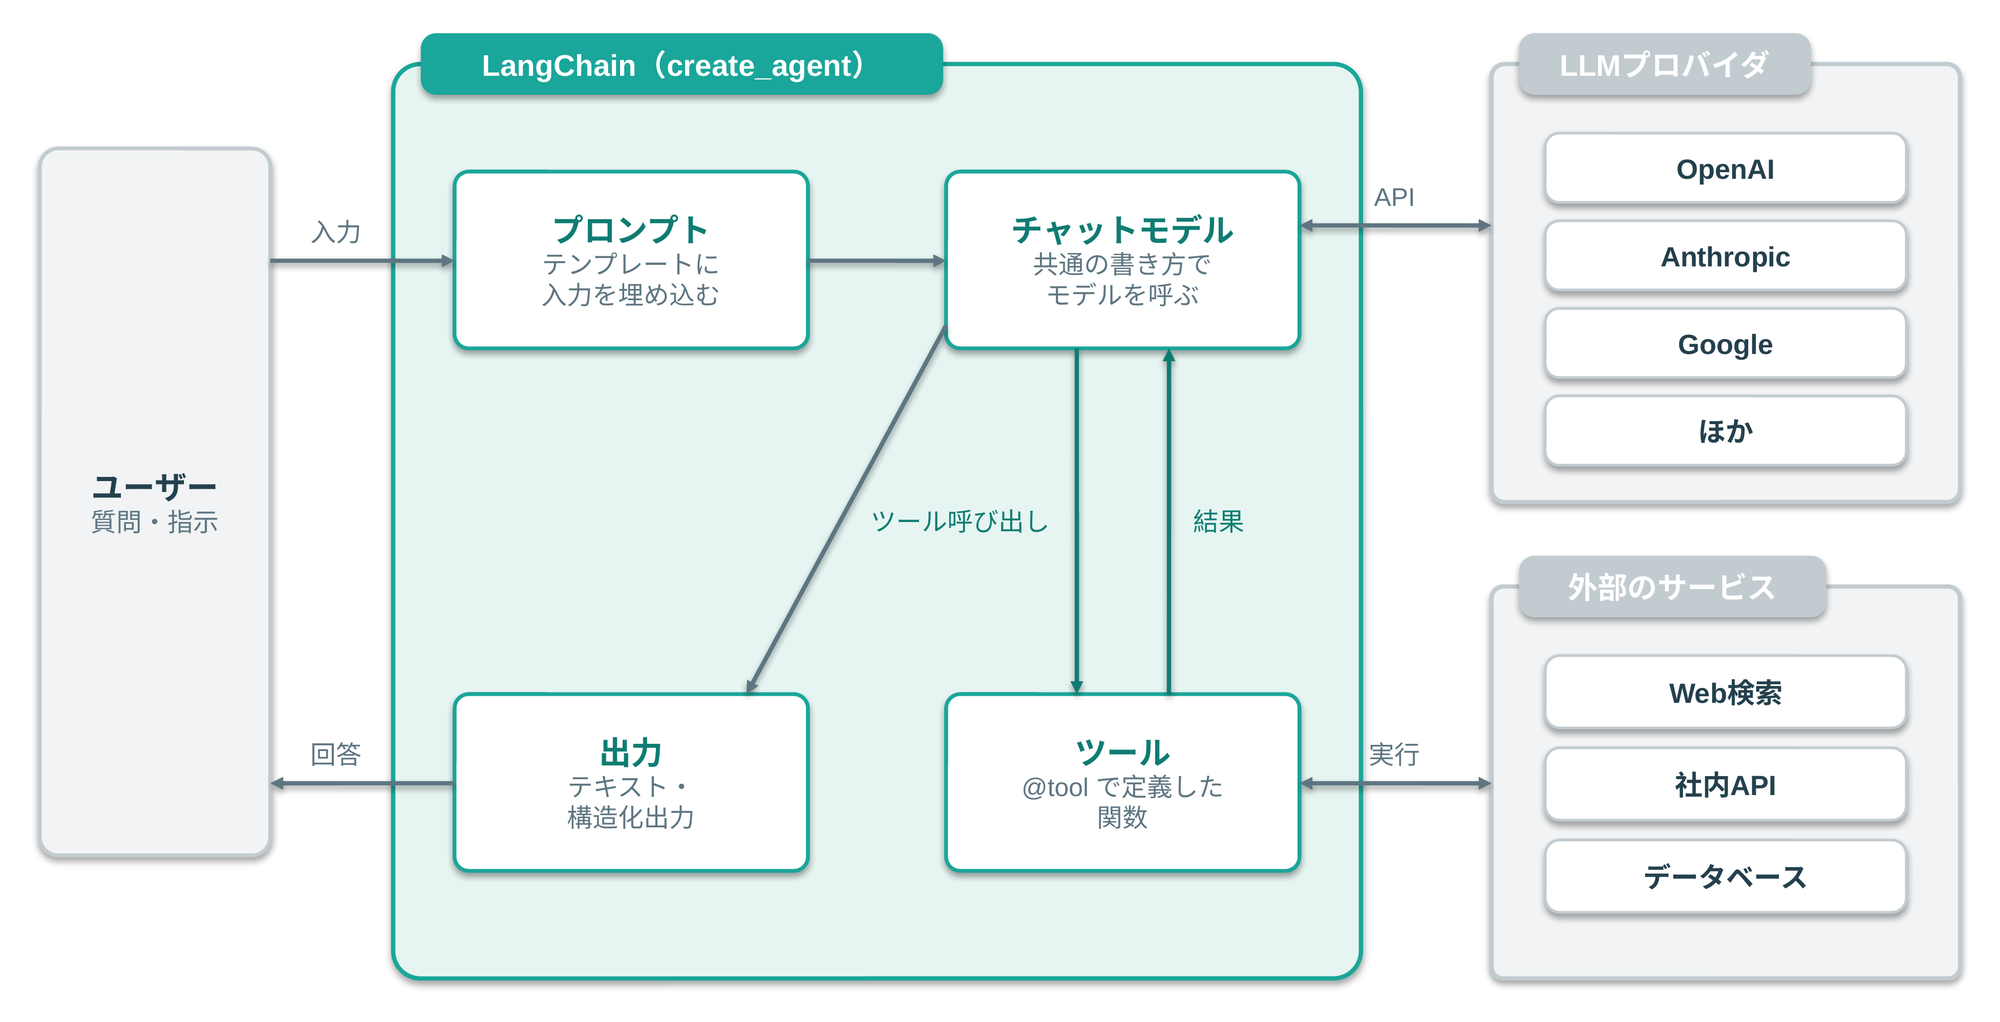 LangChain（create_agent）
LLMプロバイダ
OpenAI
Anthropic
Google
ほか
API
ユーザー
質問・指示
入力
プロンプト
テンプレートに
入力を埋め込む
チャットモデル
共通の書き方で
モデルを呼ぶ
ツール呼び出し
結果
外部のサービス
Web検索
社内API
データベース
回答
出力
テキスト・
構造化出力
ツール
@tool で定義した
関数
実行